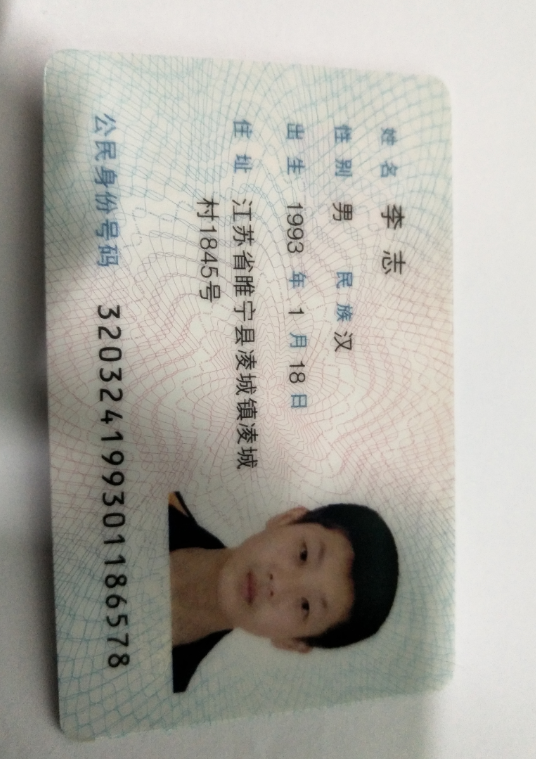 姓名 李志
性别 男 民族 汉
出生 1993 年 1 月 18 日
住址 江苏省睢宁县凌城镇凌城
村1845号
公民身份号码 320324199301186578